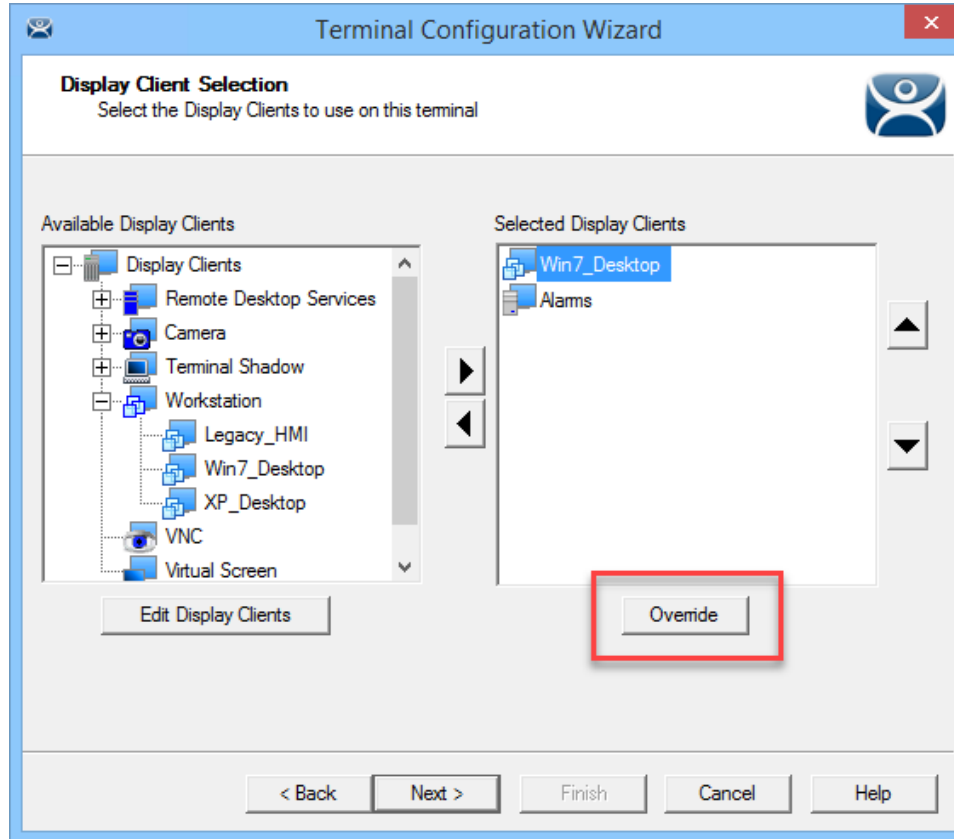 Terminal Configuration Wizard
Display Client Selection
Select the Display Clients to use on this terminal
Available Display Clients
Selected Display Clients
Display Clients
Remote Desktop Services
Camera
Terminal Shadow
Workstation
Legacy_HMI
Win7_Desktop
XP_Desktop
VNC
Virtual Screen
Win7_Desktop
Alarms
Edit Display Clients
Override
< Back
Next >
Finish
Cancel
Help